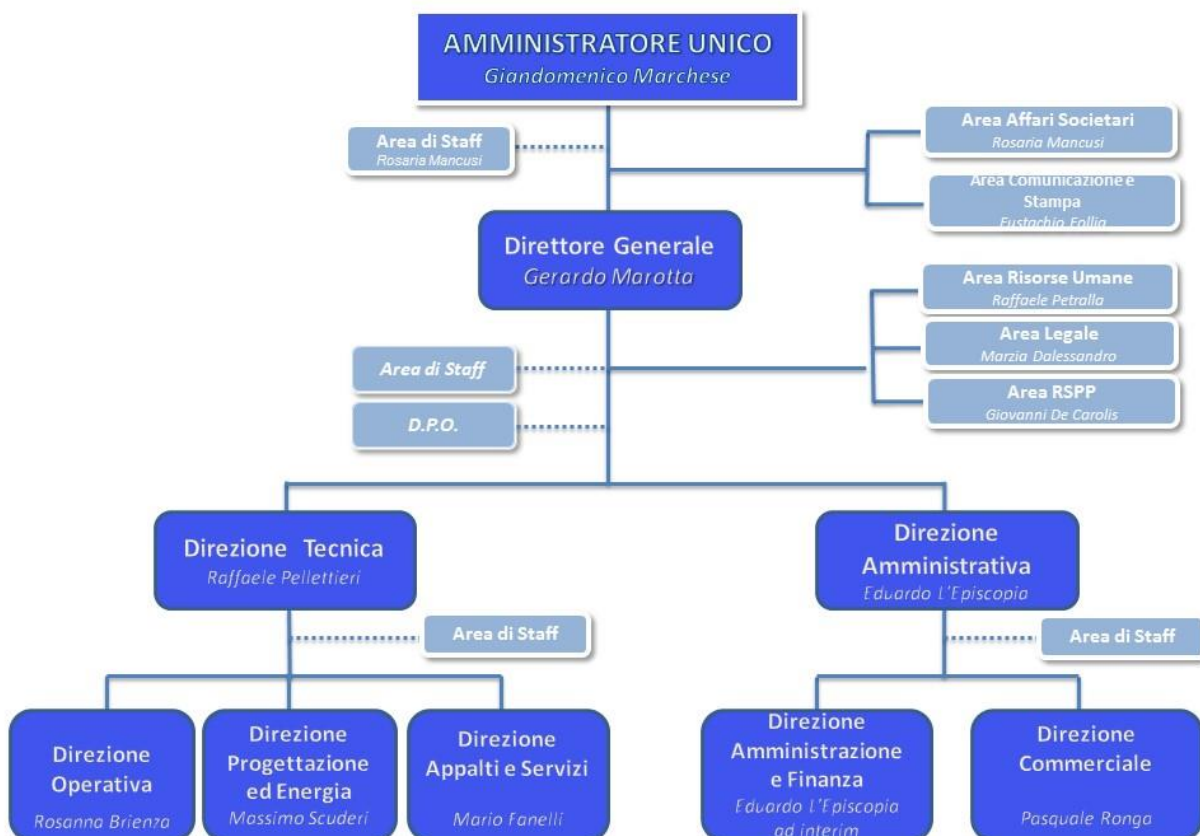 AMMINISTRATORE UNICO
Giandomenico Marchese
Area di Staff
Rosaria Mancusi
Area Affari Societari
Rosaria Mancusi
Area Comunicazione e
Stampa
Eustachio Follia
Direttore Generale
Gerardo Marotta
Area Risorse Umane
Raffaele Petralla
Area Legale
Marzia Dalessandro
Area RSPP
Giovanni De Carolis
Area di Staff
D.P.O.
Direzione Tecnica
Raffaele Pellettieri
Direzione
Amministrativa
Eduardo L'Episcopia
Area di Staff
Area di Staff
Direzione
Operativa
Rosanna Brienza
Direzione
Progettazione
ed Energia
Massimo Scuderi
Direzione
Appalti e Servizi
Mario Fanelli
Direzione
Amministrazione
e Finanza
Eduardo L'Episcopia
ad interim
Direzione
Commerciale
Pasquale Ronga